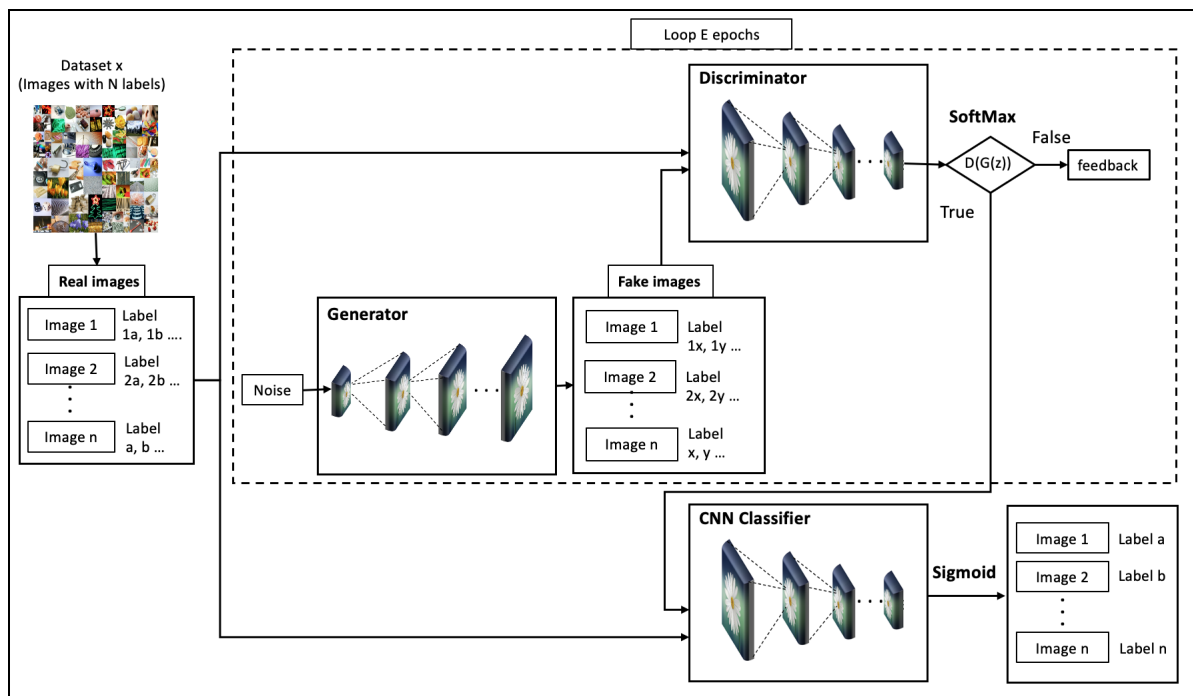 Loop E epochs
Dataset x
(Images with N labels)
Real images
Image 1
Label
1a, 1b ....
Image 2
Label
2a, 2b ...
Image n
Label
a, b ...
Noise
Generator
Fake images
Image 1
Label
1x, 1y ...
Image 2
Label
2x, 2y ...
Image n
Label
x, y ...
Discriminator
SoftMax
D(G(z))
False
feedback
True
CNN Classifier
Sigmoid
Image 1
Label a
Image 2
Label b
Image n
Label n